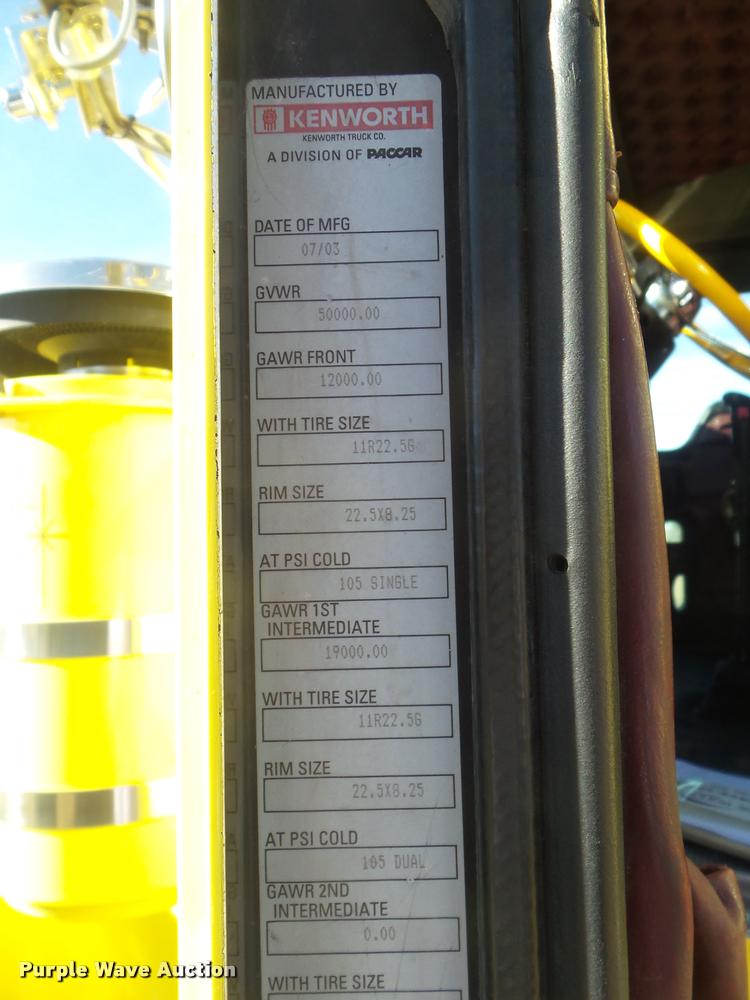 MANUFACTURED BY
KENWORTH
KENWORTH TRUCK CO.
A DIVISION OF PACCAR
DATE OF MFG
07/03
GVWR
50000.00
GAWR FRONT
12000.00
WITH TIRE SIZE
11R22.5G
RIM SIZE
22.5X8.25
AT PSI COLD
105 SINGLE
GAWR 1ST
INTERMEDIATE
19000.00
WITH TIRE SIZE
11R22.5G
RIM SIZE
22.5X8.25
AT PSI COLD
105 DUAL
GAWR 2ND
INTERMEDIATE
0.00
WITH TIRE SIZE
Purple Wave Auction